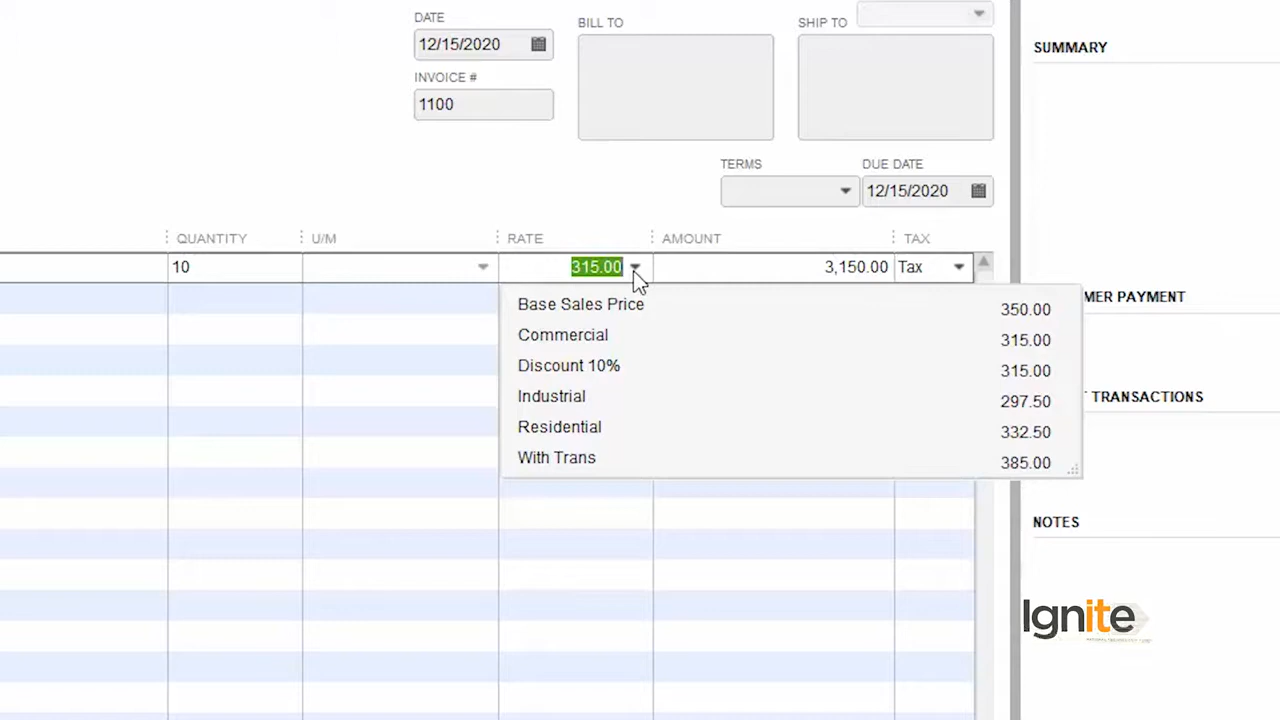 DATE
BILL TO
SHIP TO
12/15/2020
INVOICE #
1100
SUMMARY
TERMS
DUE DATE
12/15/2020
QUANTITY
U/M
RATE
AMOUNT
TAX
10
315.00
3,150.00
Tax
MER PAYMENT
Base Sales Price 350.00
Commercial 315.00
Discount 10% 315.00
Industrial 297.50
Residential 332.50
With Trans 385.00
TRANSACTIONS
NOTES
Ignite